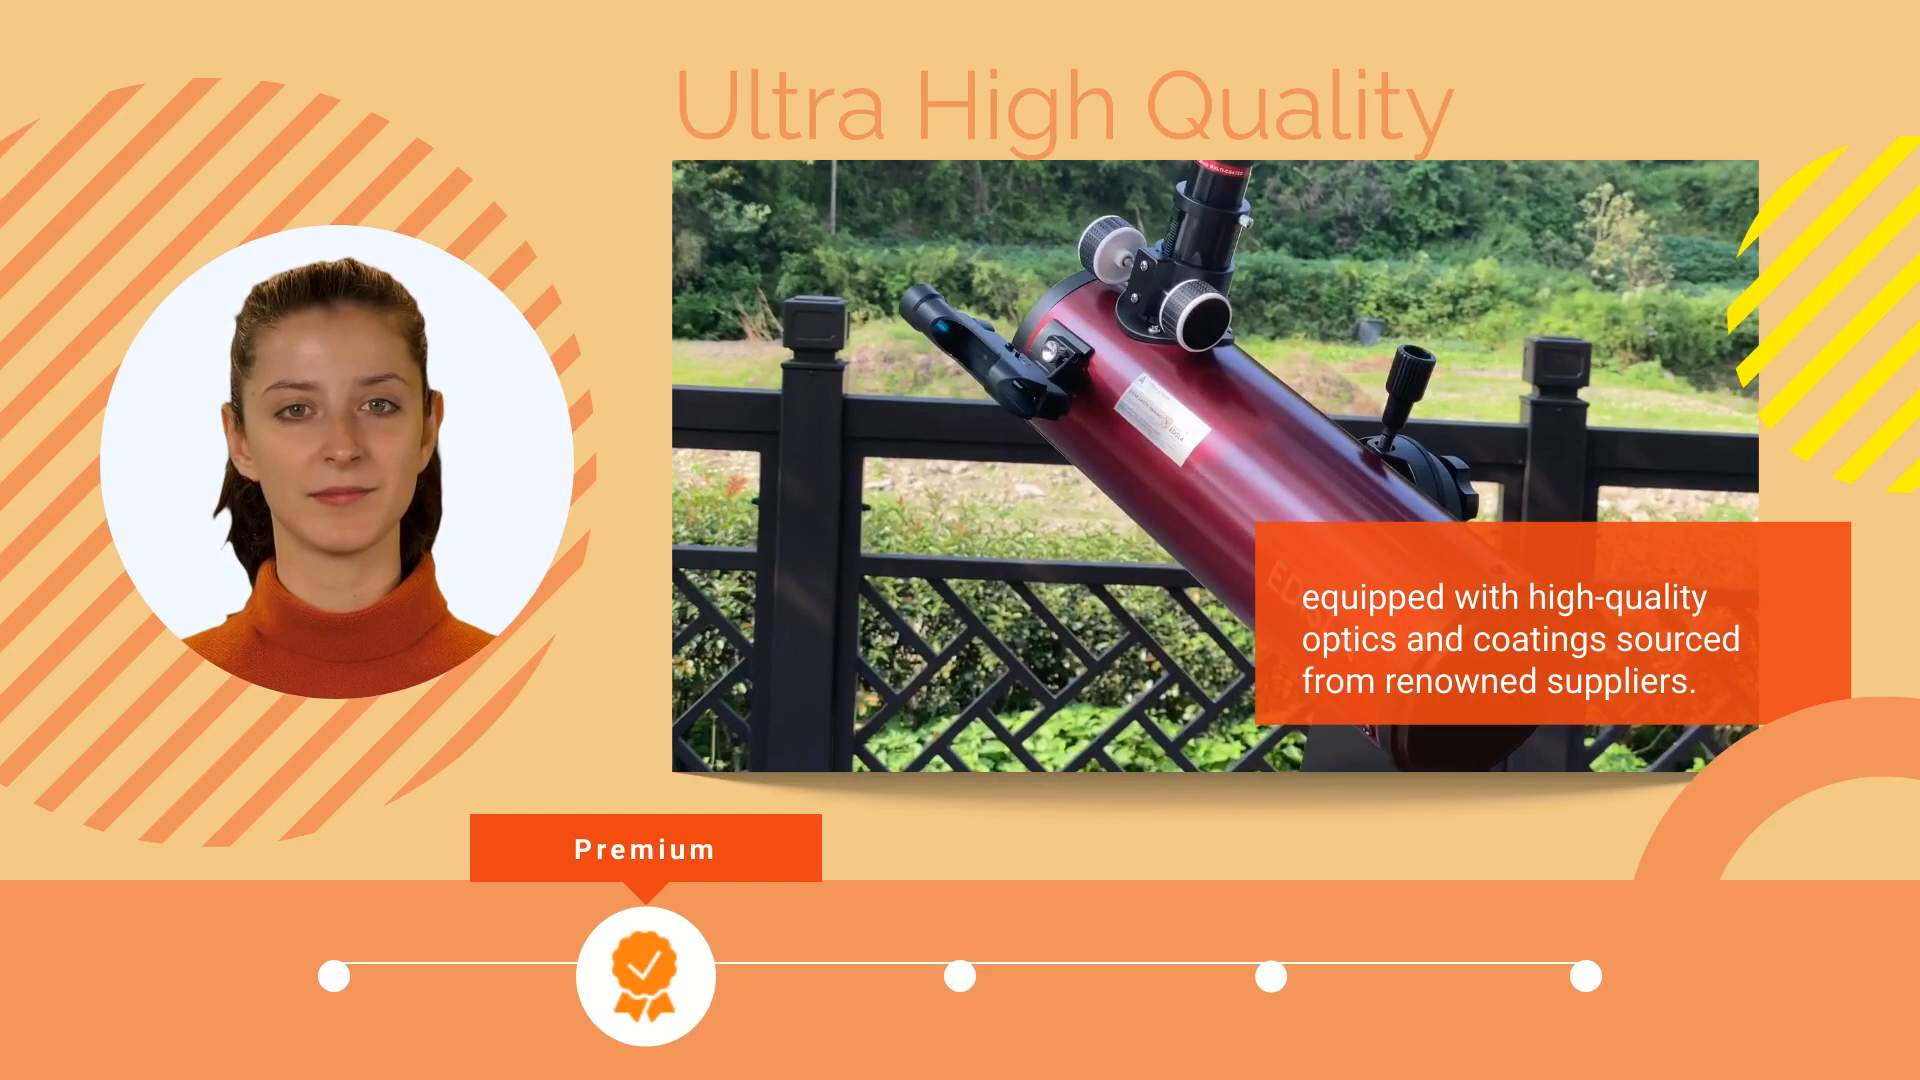 Ultra High Quality
equipped with high-quality
optics and coatings sourced
from renowned suppliers.
Premium